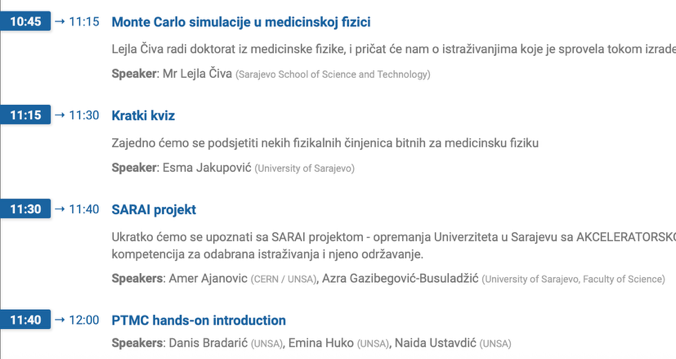 10:45 → 11:15 Monte Carlo simulacije u medicinskoj fizici
Lejla Čiva radi doktorat iz medicinske fizike, i pričat će nam o istraživanjima koje je sprovela tokom izrade
Speaker: Mr Lejla Čiva (Sarajevo School of Science and Technology)
11:15 → 11:30 Kratki kviz
Zajedno ćemo se podsjetiti nekih fizikalnih činjenica bitnih za medicinsku fiziku
Speaker: Esma Jakupović (University of Sarajevo)
11:30 → 11:40 SARAI projekt
Ukratko ćemo se upoznati sa SARAI projektom - opremanja Univerziteta u Sarajevu sa AKCELERATORSKO
kompetencija za odabrana istraživanja i njeno održavanje.
Speakers: Amer Ajanovic (CERN / UNSA), Azra Gazibegović-Busuladžić (University of Sarajevo, Faculty of Science)
11:40 → 12:00 PTMC hands-on introduction
Speakers: Danis Bradarić (UNSA), Emina Huko (UNSA), Naida Ustavdić (UNSA)